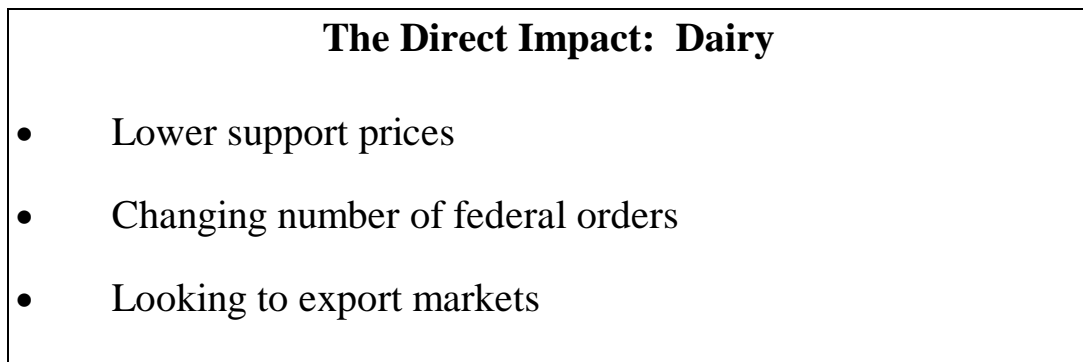 The Direct Impact: Dairy
• Lower support prices
• Changing number of federal orders
• Looking to export markets